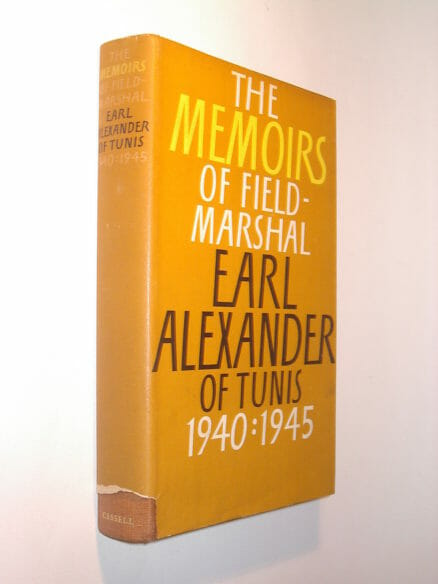 THE
MEMOIRS
OF FIELD-
MARSHAL
EARL
ALEXANDER
OF TUNIS
1940:1945
CASSELL
THE
MEMOIRS
OF FIELD-
MARSHAL
EARL
ALEXANDER
OF TUNIS
1940:1945